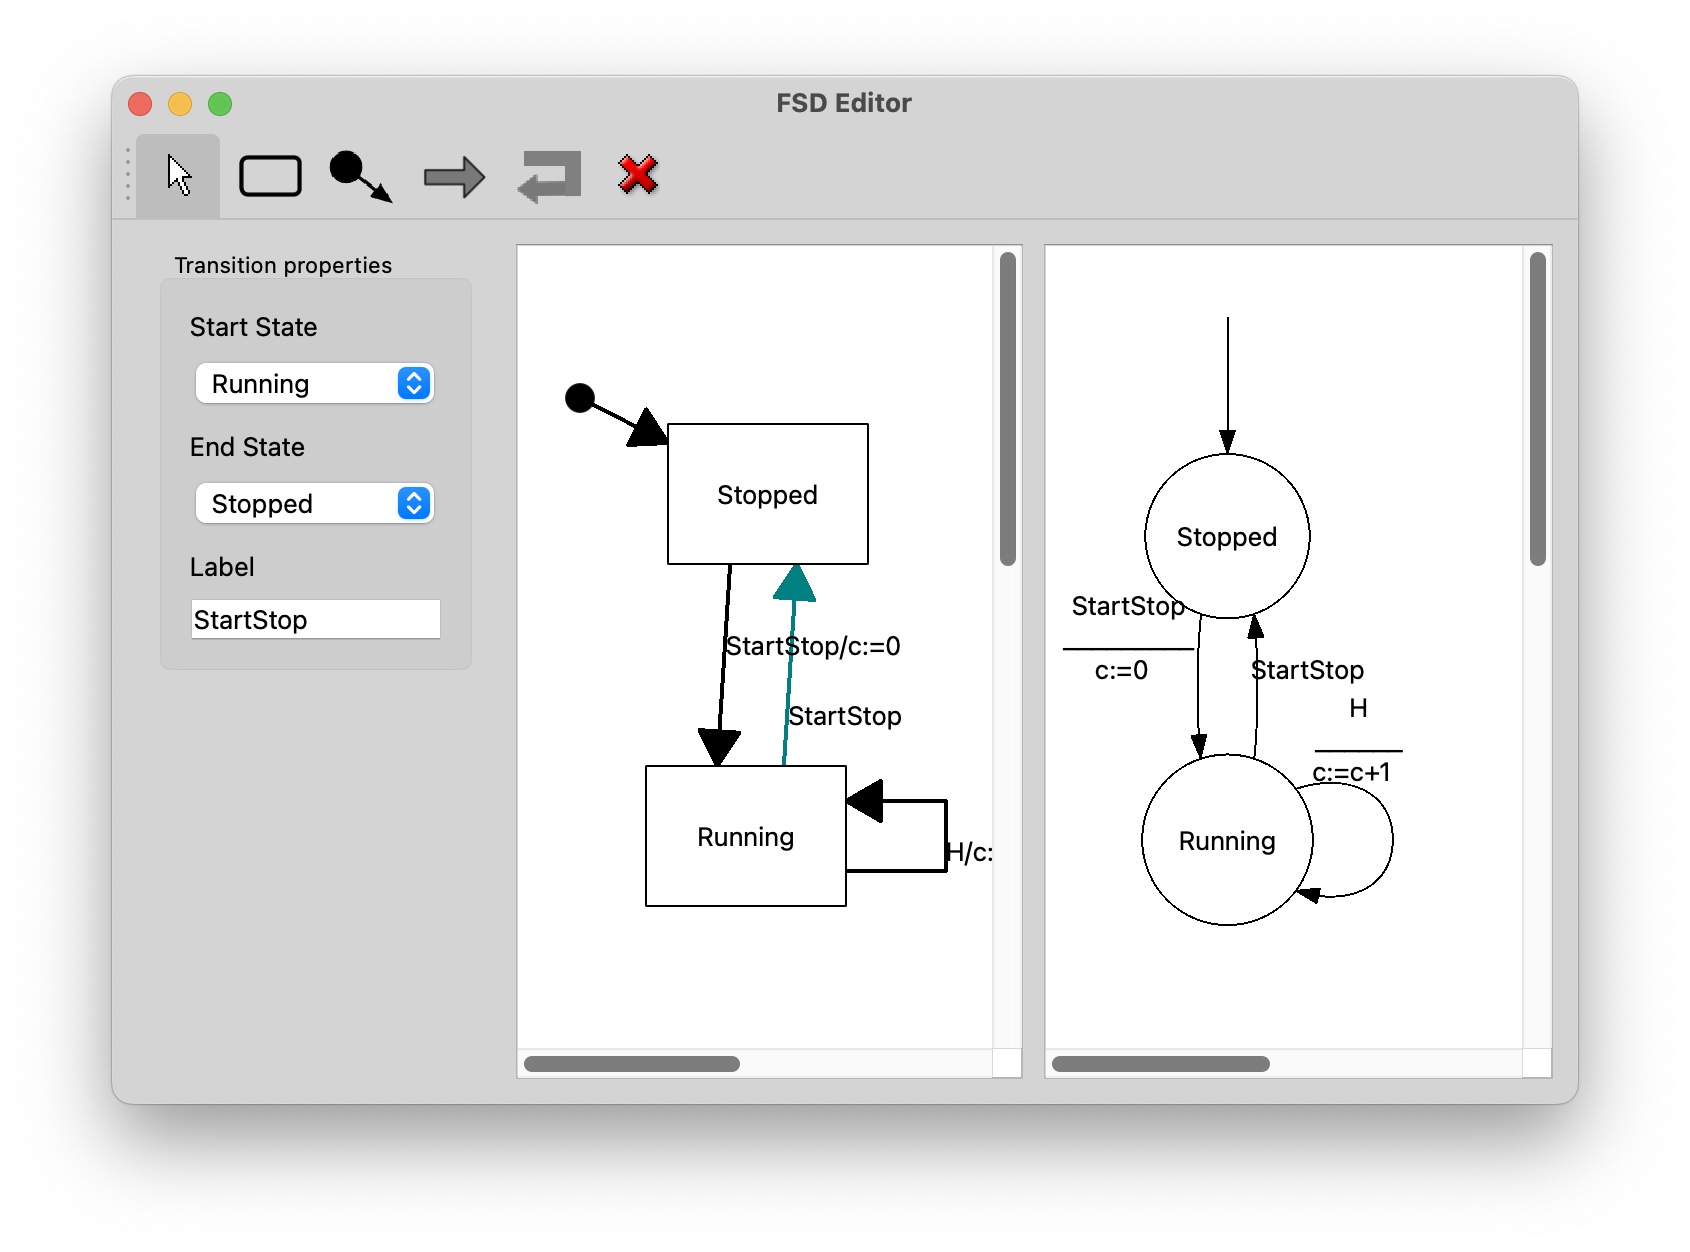 FSD Editor
Transition properties
Start State
Running
End State
Stopped
Label
StartStop
Stopped
StartStop/c:=0
StartStop
Running
H/c:
Stopped
StartStop
c:=0
StartStop
H
c:=c+1
Running